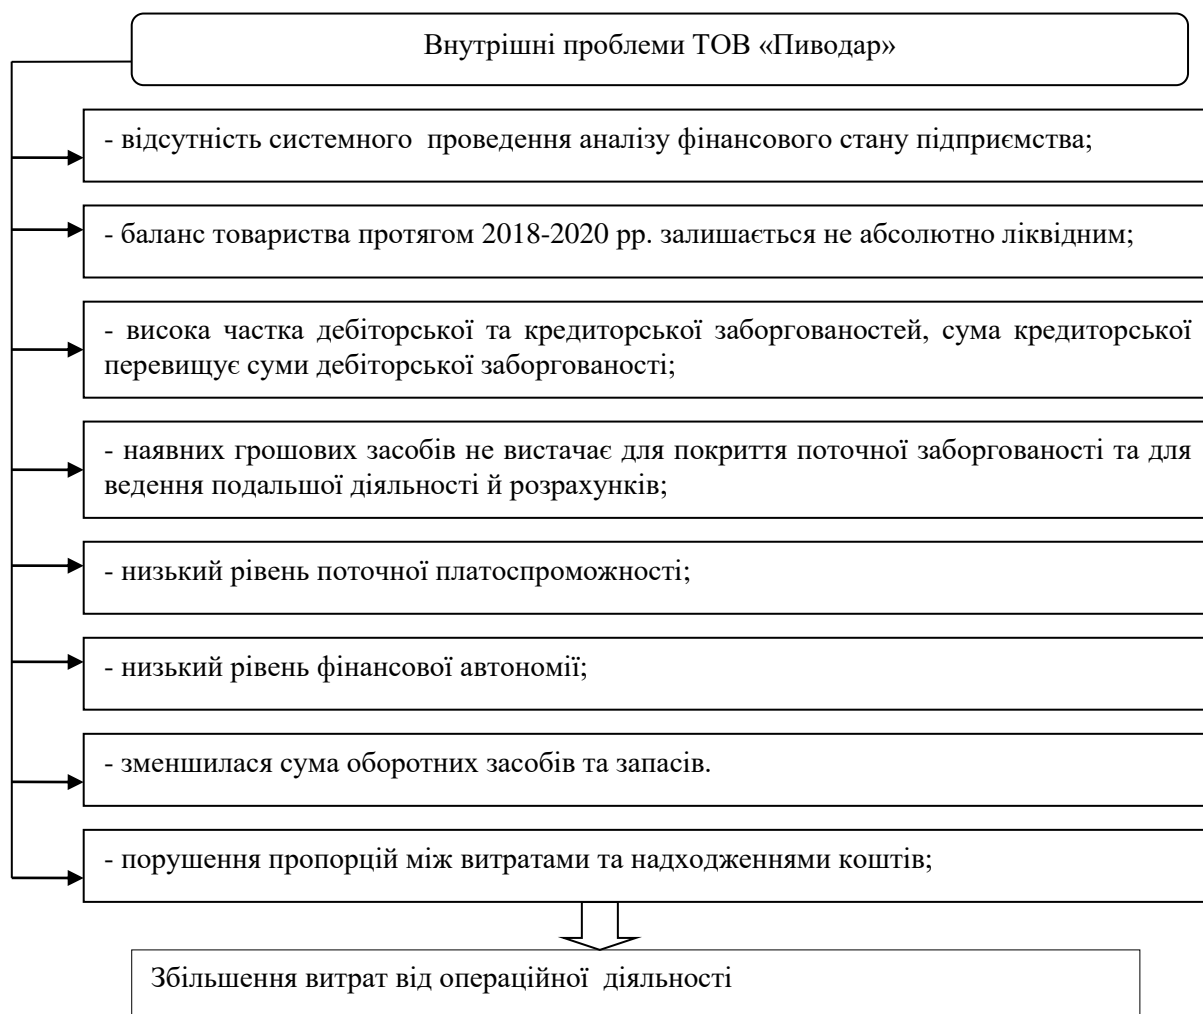 Внутрішні проблеми ТОВ «Пиводар»
- відсутність системного проведення аналізу фінансового стану підприємства;
- баланс товариства протягом 2018-2020 рр. залишається не абсолютно ліквідним;
- висока частка дебіторської та кредиторської заборгованостей, сума кредиторської
перевищує суми дебіторської заборгованості;
- наявних грошових засобів не вистачає для покриття поточної заборгованості та для
ведення подальшої діяльності й розрахунків;
- низький рівень поточної платоспроможності;
- низький рівень фінансової автономії;
- зменшилася сума оборотних засобів та запасів.
- порушення пропорцій між витратами та надходженнями коштів;
Збільшення витрат від операційної діяльності